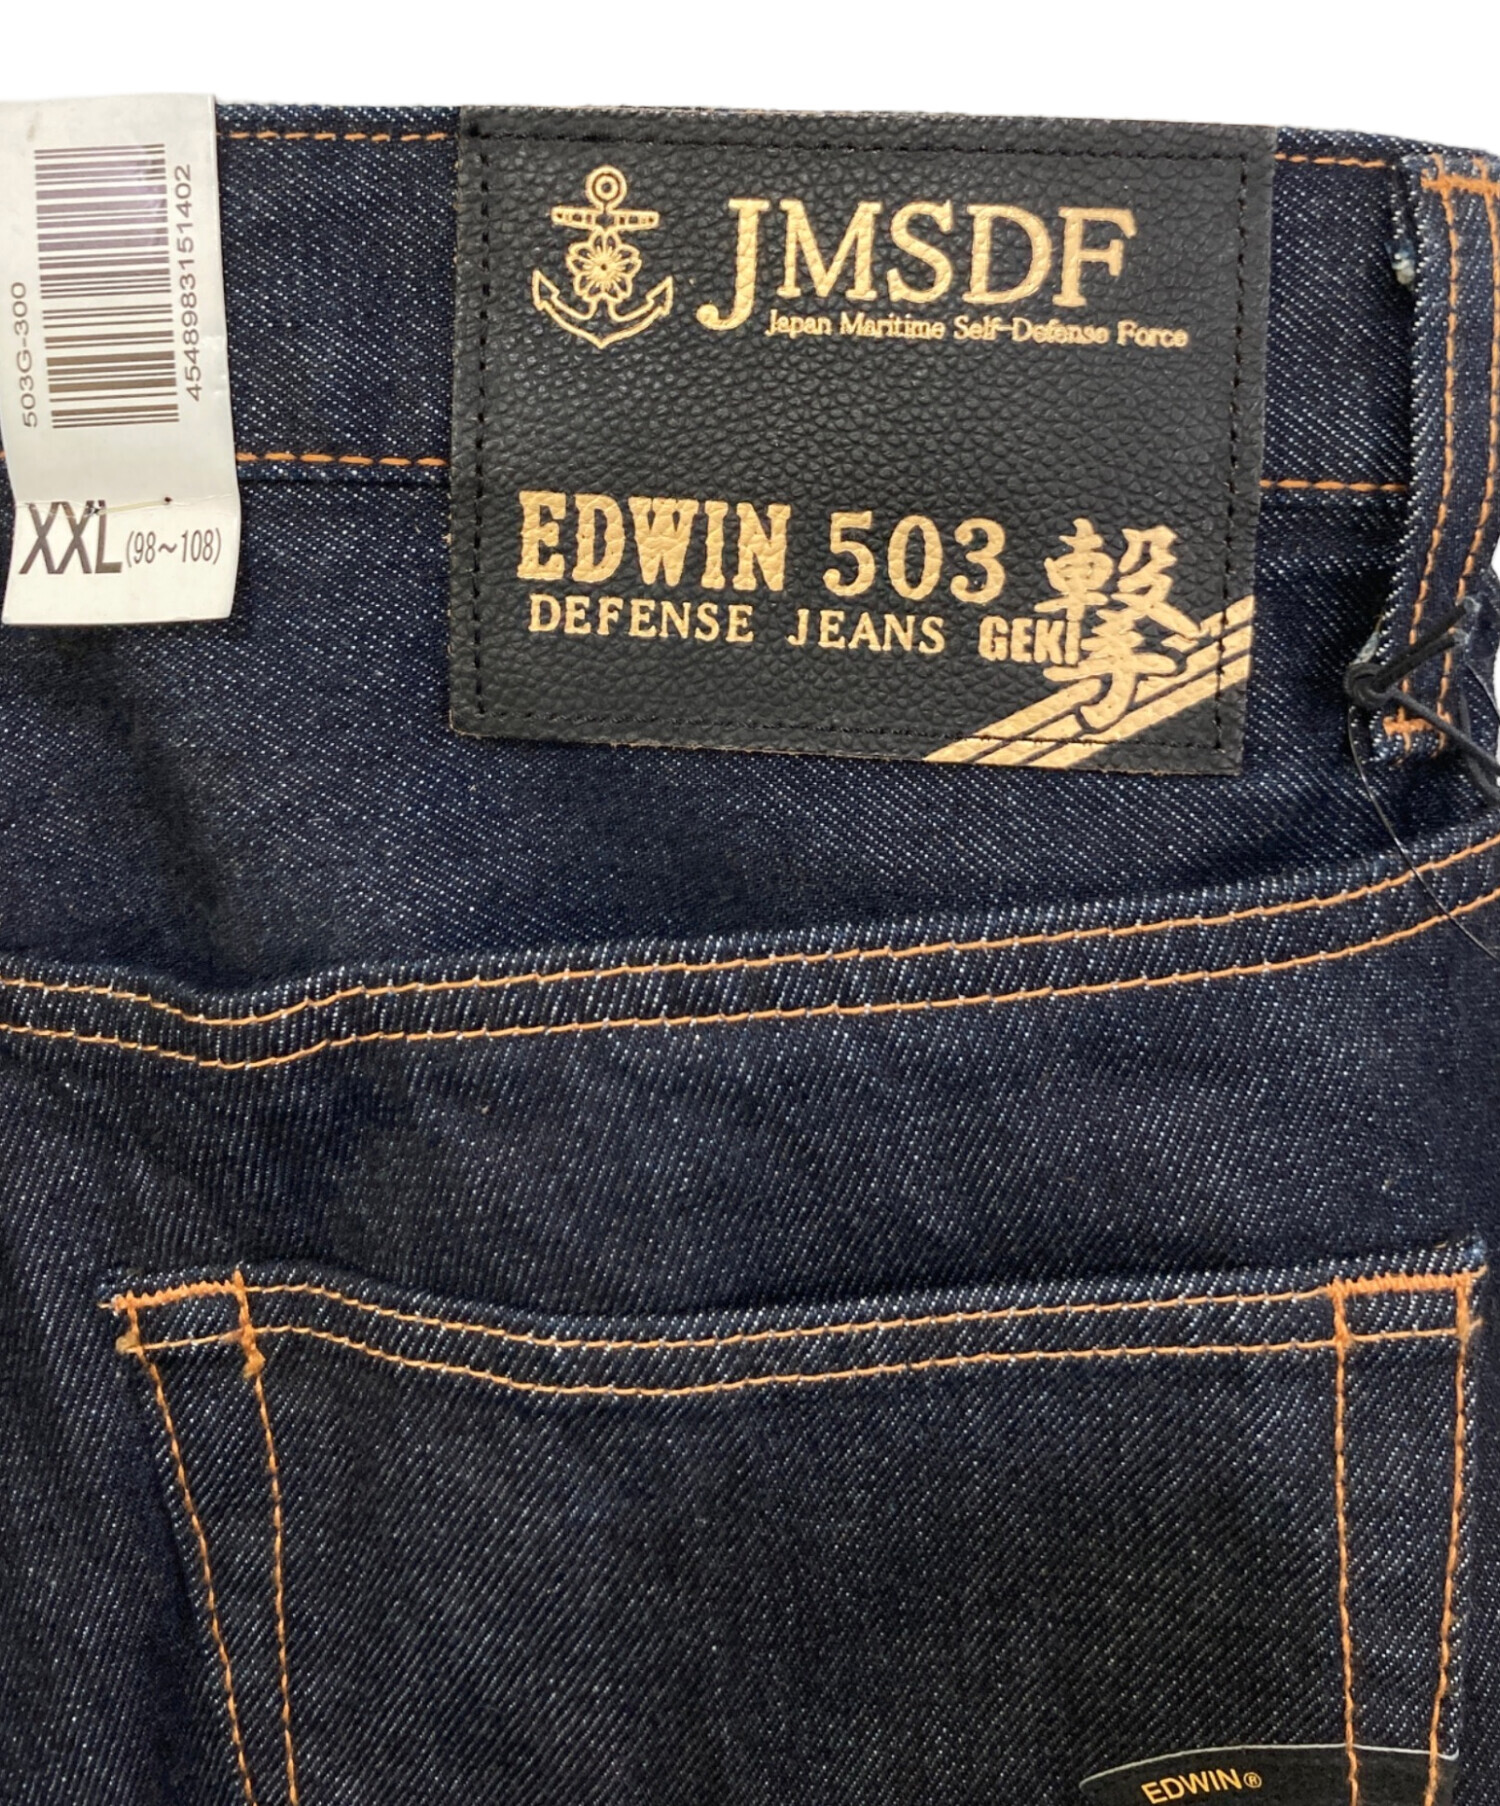 503G-300
4548983151402
XXL(98~108)
JMSDF
Japan Maritime Self-Defense Force
EDWIN 503 撃
DEFENSE JEANS GEKI
EDWIN®